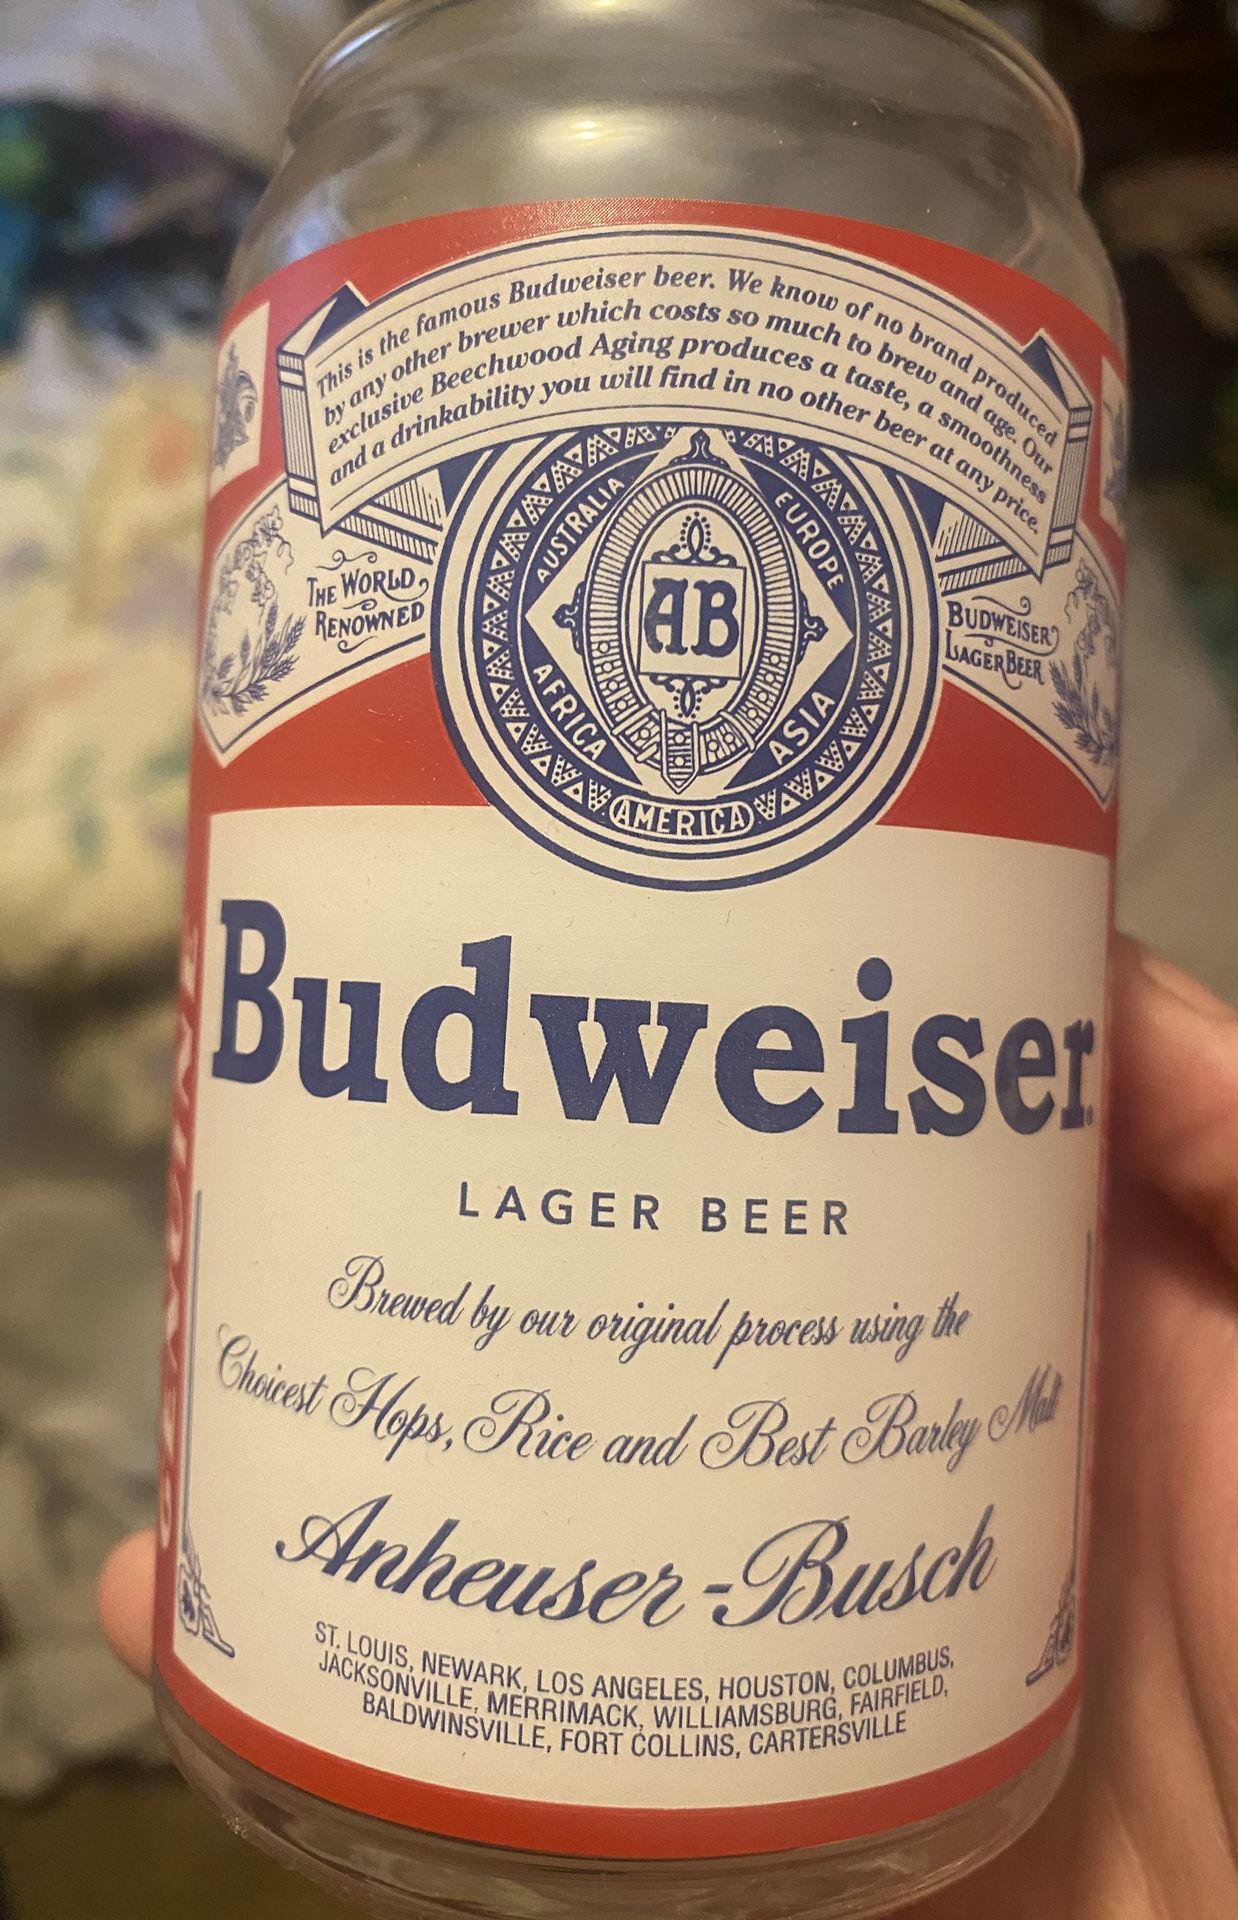 This is the famous Budweiser beer. We know of no brand produced
by any other brewer which costs so much to brew and age. Our
exclusive Beechwood Aging produces a taste, a smoothness
and a drinkability you will find in no other beer at any price.
THE WORLD
RENOWNED
AUSTRALIA
EUROPE
AB
AFRICA
ASIA
AMERICA
BUDWEISER
LAGER BEER
Budweiser
LAGER BEER
Brewed by our original process using the
Choicest Hops, Rice and Best Barley Malt
Anheuser-Busch
ST. LOUIS, NEWARK, LOS ANGELES, HOUSTON, COLUMBUS,
JACKSONVILLE, MERRIMACK, WILLIAMSBURG, FAIRFIELD,
BALDWINSVILLE, FORT COLLINS, CARTERSVILLE
GENUINE